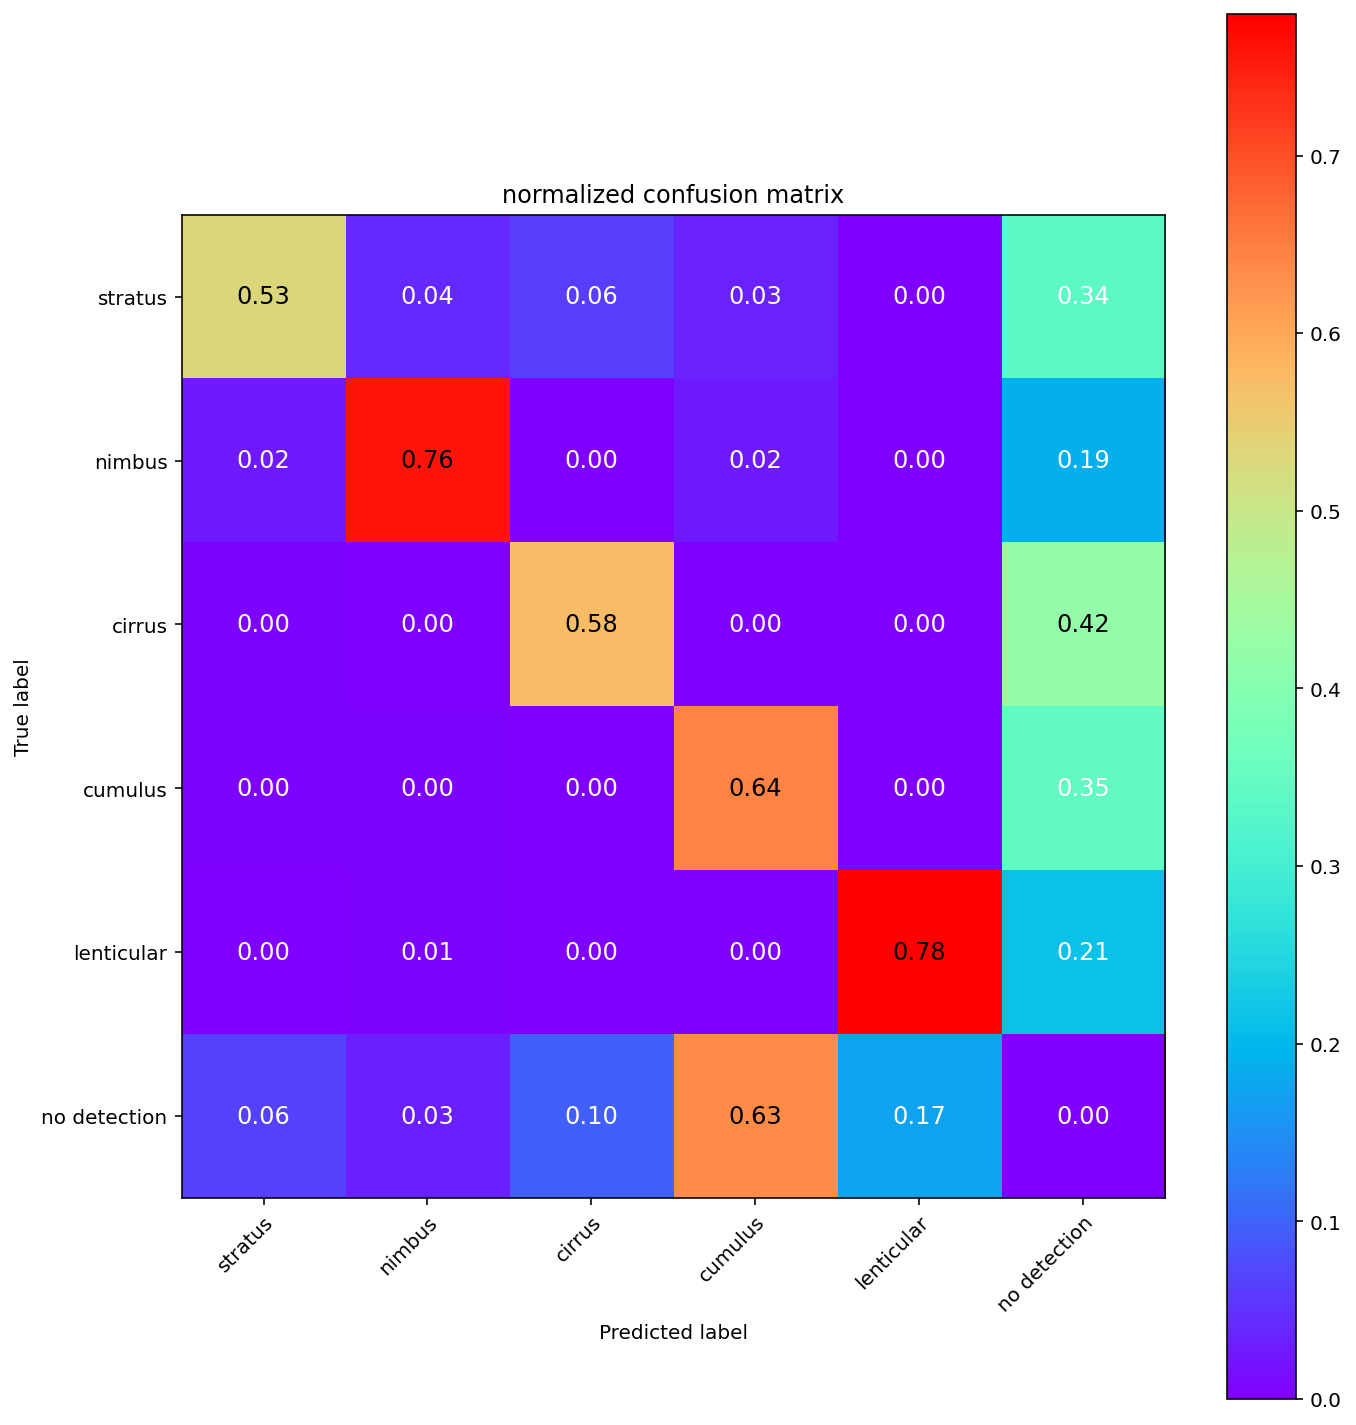 normalized confusion matrix
stratus 0.53 0.04 0.06 0.03 0.00 0.34
nimbus 0.02 0.76 0.00 0.02 0.00 0.19
cirrus 0.00 0.00 0.58 0.00 0.00 0.42
cumulus 0.00 0.00 0.00 0.64 0.00 0.35
lenticular 0.00 0.01 0.00 0.00 0.78 0.21
no detection 0.06 0.03 0.10 0.63 0.17 0.00
True label
stratus nimbus cirrus cumulus lenticular no detection
Predicted label
0.7
0.6
0.5
0.4
0.3
0.2
0.1
0.0